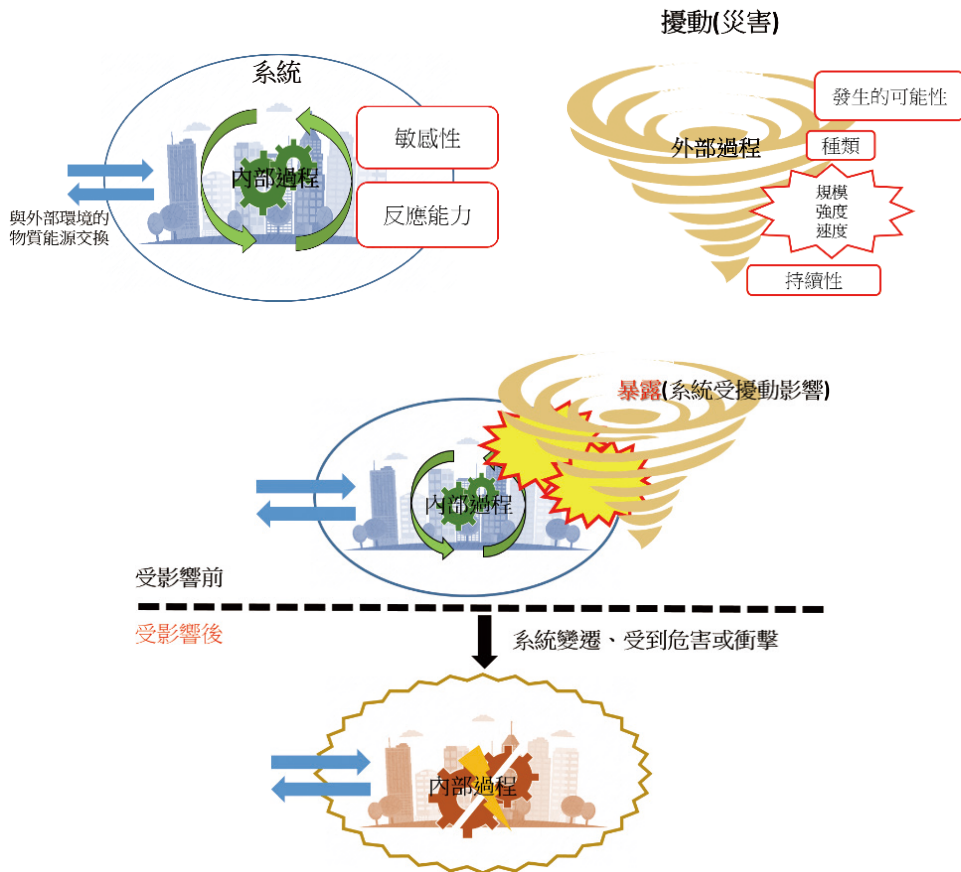 擾動(災害)
系統
敏感性
內部過程
反應能力
與外部環境的
物質能源交換
發生的可能性
外部過程
種類
規模
強度
速度
持續性
暴露(系統受擾動影響)
內部過程
受影響前
受影響後
系統變遷、受到危害或衝擊
內部過程